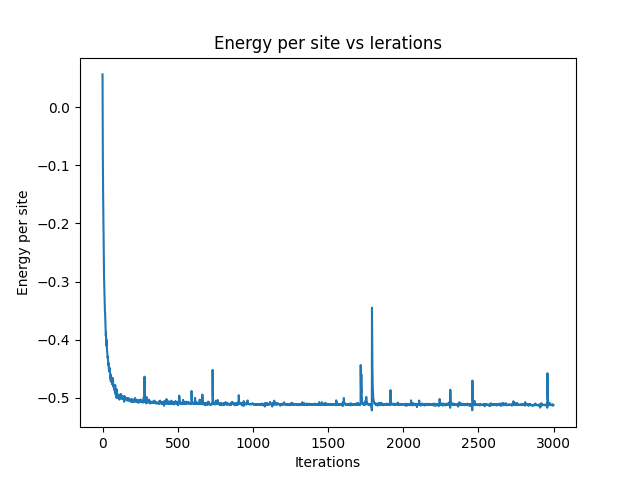 Energy per site vs Ierations
Energy per site
0.0
−0.1
−0.2
−0.3
−0.4
−0.5
0 500 1000 1500 2000 2500 3000
Iterations